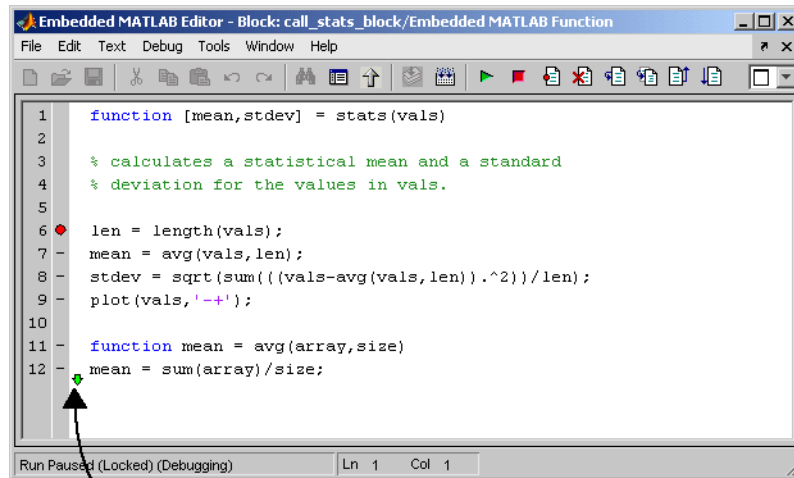 Embedded MATLAB Editor - Block: call_stats_block/Embedded MATLAB Function
File Edit Text Debug Tools Window Help
1 function [mean,stdev] = stats(vals)
2
3 % calculates a statistical mean and a standard
4 % deviation for the values in vals.
5
6 len = length(vals);
7 - mean = avg(vals,len);
8 - stdev = sqrt(sum(((vals-avg(vals,len)).^2))/len);
9 - plot(vals,'-+');
10
11 - function mean = avg(array,size)
12 - mean = sum(array)/size;
Run Paused (Locked) (Debugging) Ln 1 Col 1